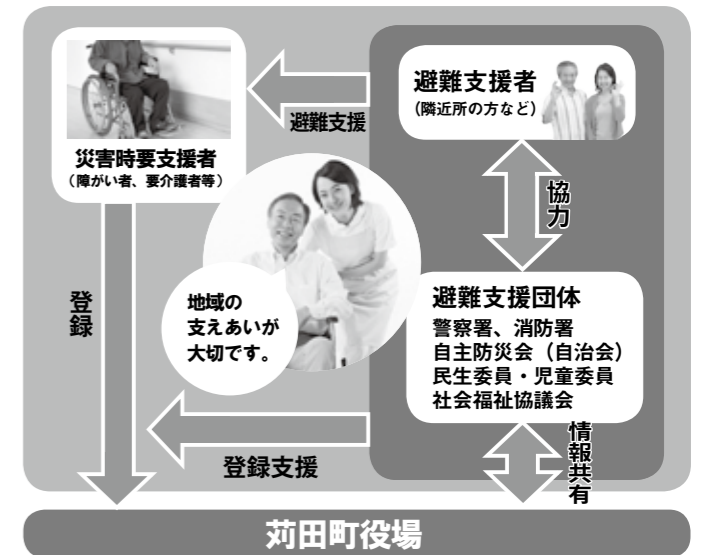 災害時要支援者
（障がい者、要介護者等）
避難支援
避難支援者
（隣近所の方など）
協力
登録
地域の
支えあいが
大切です。
避難支援団体
警察署、消防署
自主防災会（自治会）
民生委員・児童委員
社会福祉協議会
登録支援
情報共有
苅田町役場